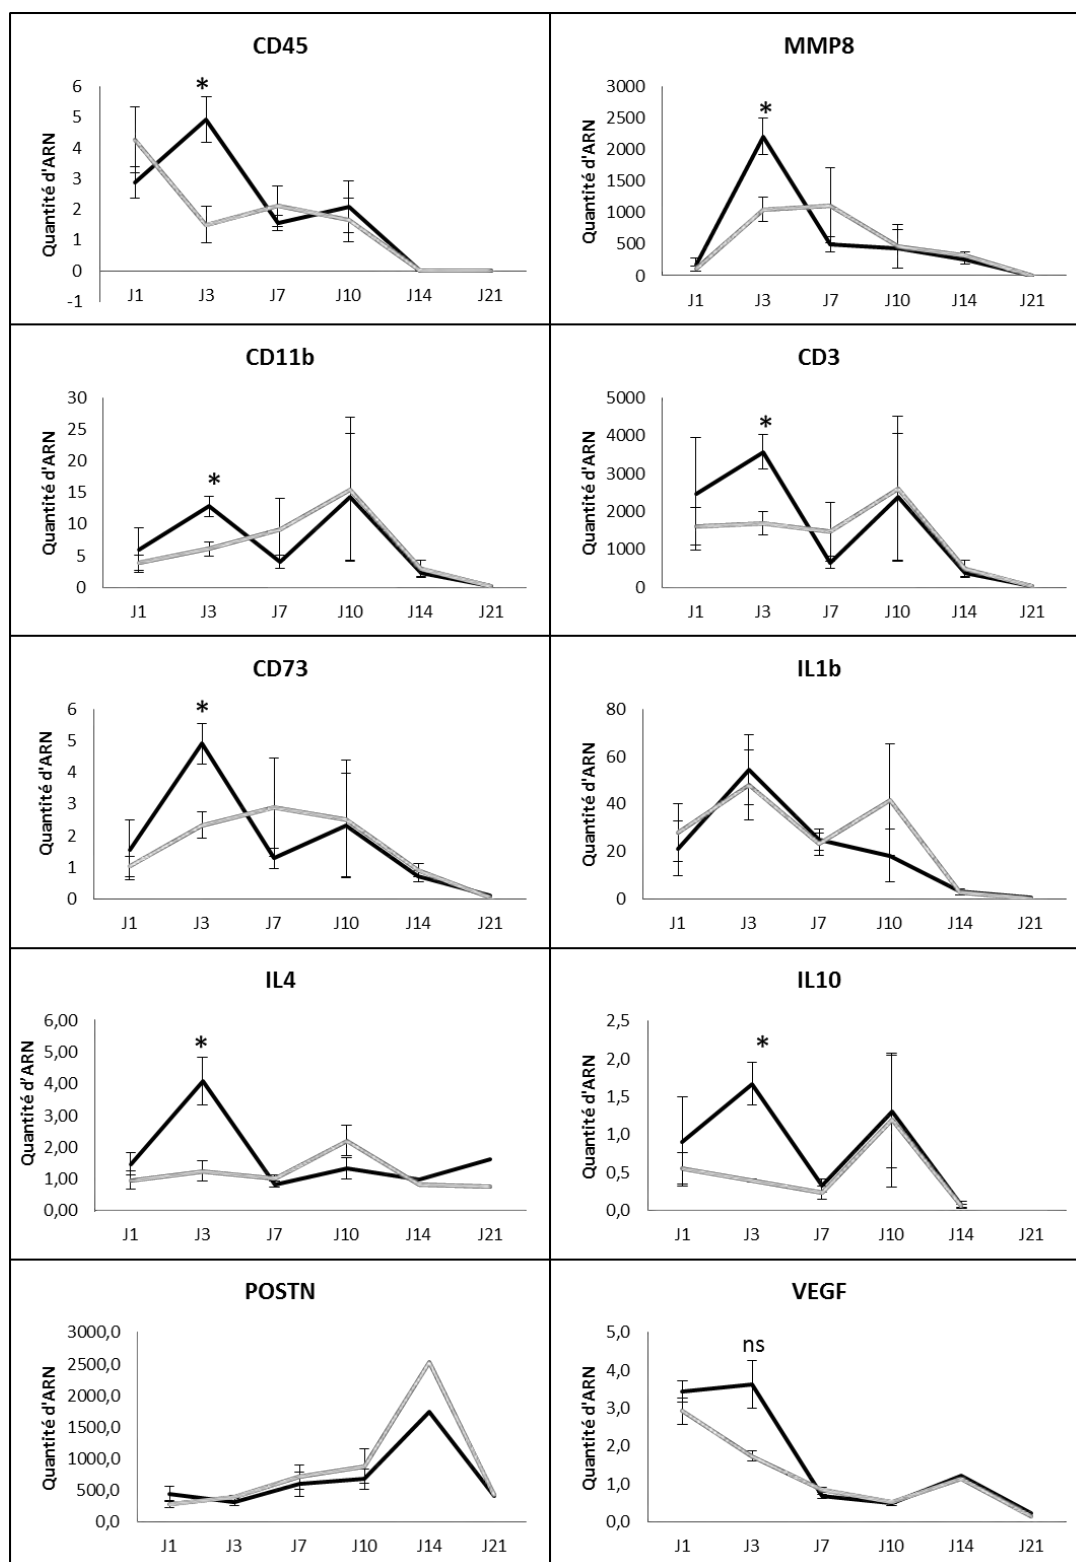 CD45
*
Quantité d'ARN
6
5
4
3
2
1
0
-1
J1 J3 J7 J10 J14 J21
MMP8
*
Quantité d'ARN
3000
2500
2000
1500
1000
500
0
J1 J3 J7 J10 J14 J21
CD11b
*
Quantité d'ARN
30
25
20
15
10
5
0
J1 J3 J7 J10 J14 J21
CD3
*
Quantité d'ARN
5000
4000
3000
2000
1000
0
J1 J3 J7 J10 J14 J21
CD73
*
Quantité d'ARN
6
5
4
3
2
1
0
J1 J3 J7 J10 J14 J21
IL1b
Quantité d'ARN
80
60
40
20
0
J1 J3 J7 J10 J14 J21
IL4
*
Quantité d'ARN
6,00
5,00
4,00
3,00
2,00
1,00
0,00
J1 J3 J7 J10 J14 J21
IL10
*
Quantité d'ARN
2,5
2,0
1,5
1,0
0,5
0,0
J1 J3 J7 J10 J14 J21
POSTN
Quantité d'ARN
3000,0
2500,0
2000,0
1500,0
1000,0
500,0
0,0
J1 J3 J7 J10 J14 J21
VEGF
ns
Quantité d'ARN
5,0
4,0
3,0
2,0
1,0
0,0
J1 J3 J7 J10 J14 J21